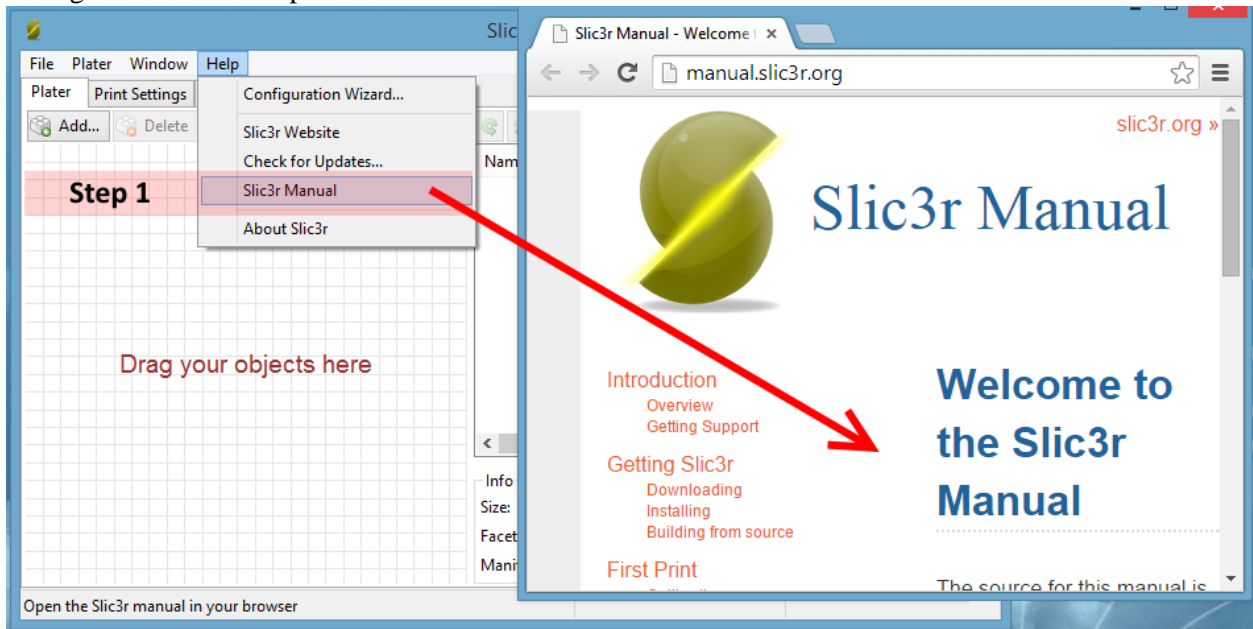 Slic
File Plater Window Help
Plater Print Settings
Add... Delete
Configuration Wizard...
Slic3r Website
Check for Updates...
Slic3r Manual
About Slic3r
Step 1
Nam
Drag your objects here
Info
Size:
Facet
Mani
Open the Slic3r manual in your browser
Slic3r Manual - Welcome
manual.slic3r.org
slic3r.org »
Slic3r Manual
Introduction
Overview
Getting Support
Getting Slic3r
Downloading
Installing
Building from source
First Print
Welcome to
the Slic3r
Manual
The source for this manual is